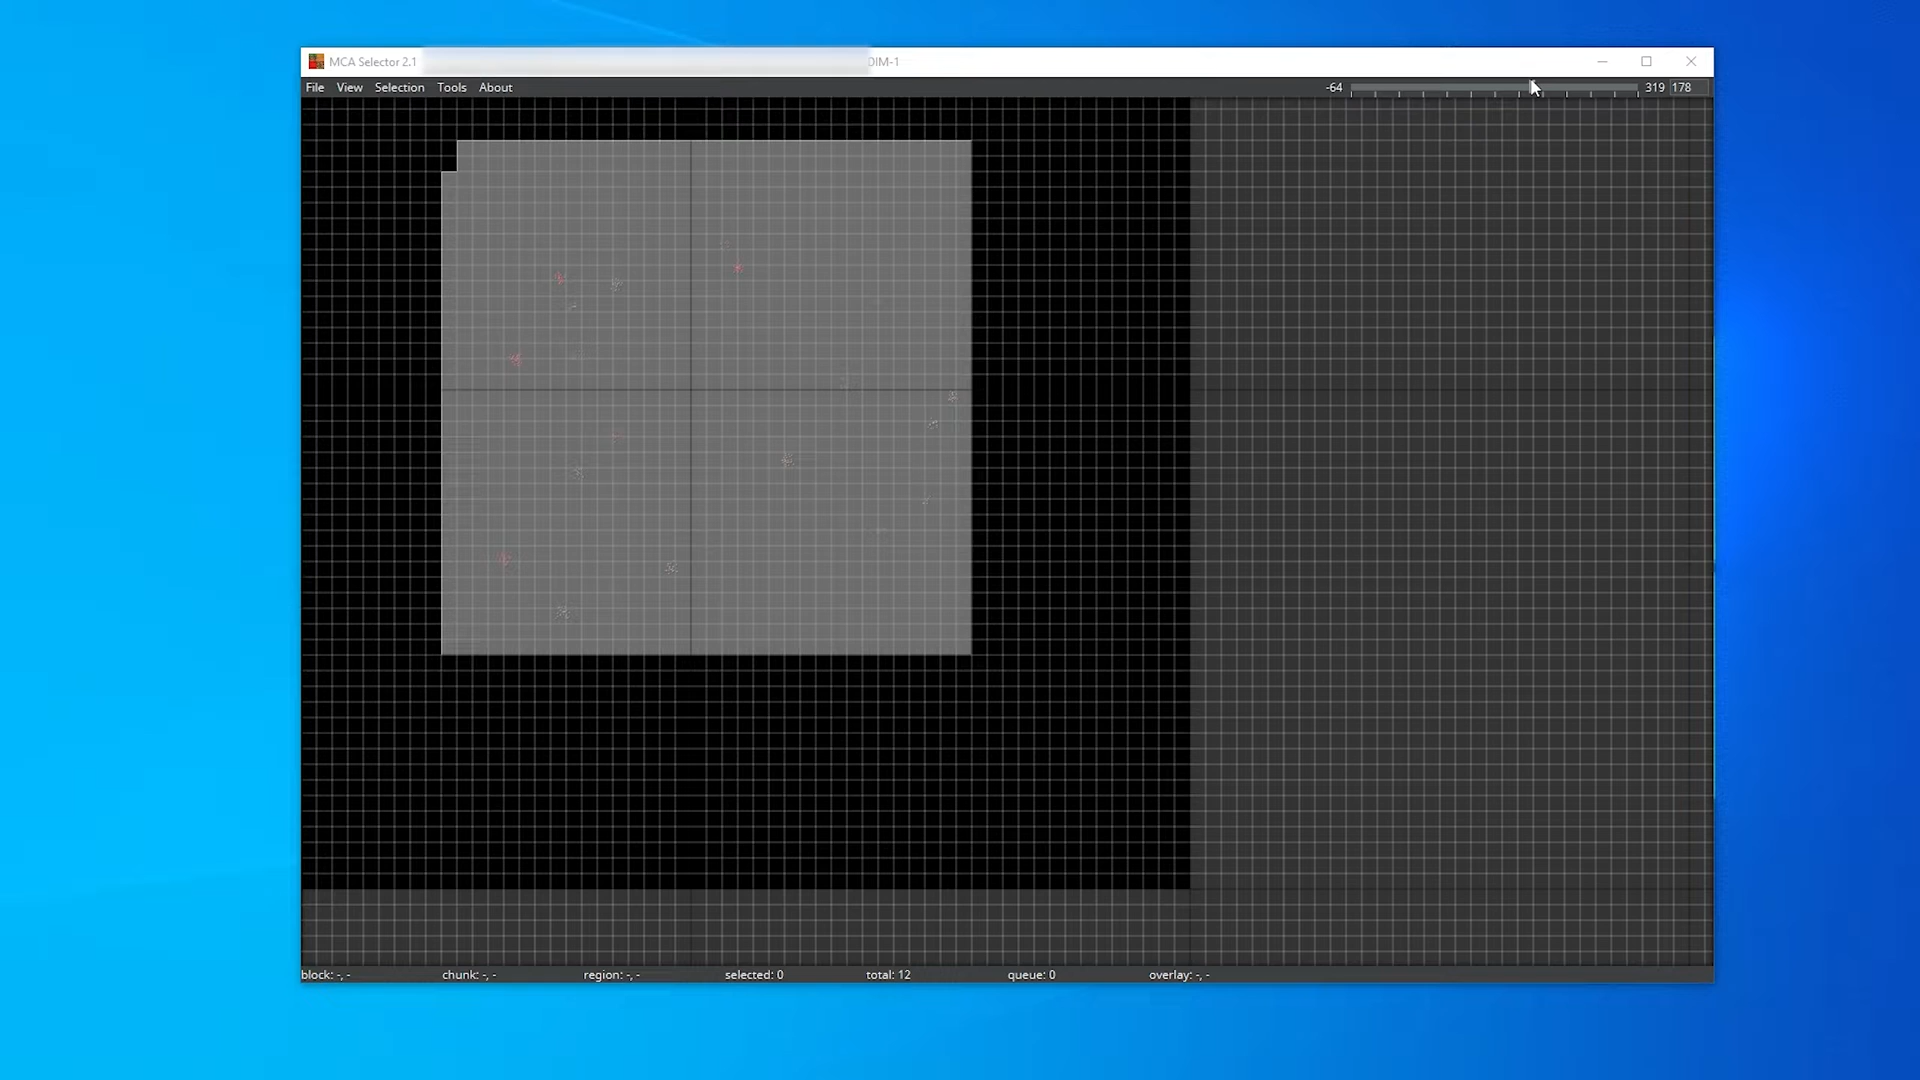 MCA Selector 2.1 DIM-1
File View Selection Tools About -64 319 178
block: -, - chunk: -, - region: -, - selected: 0 total: 12 queue: 0 overlay: -, -